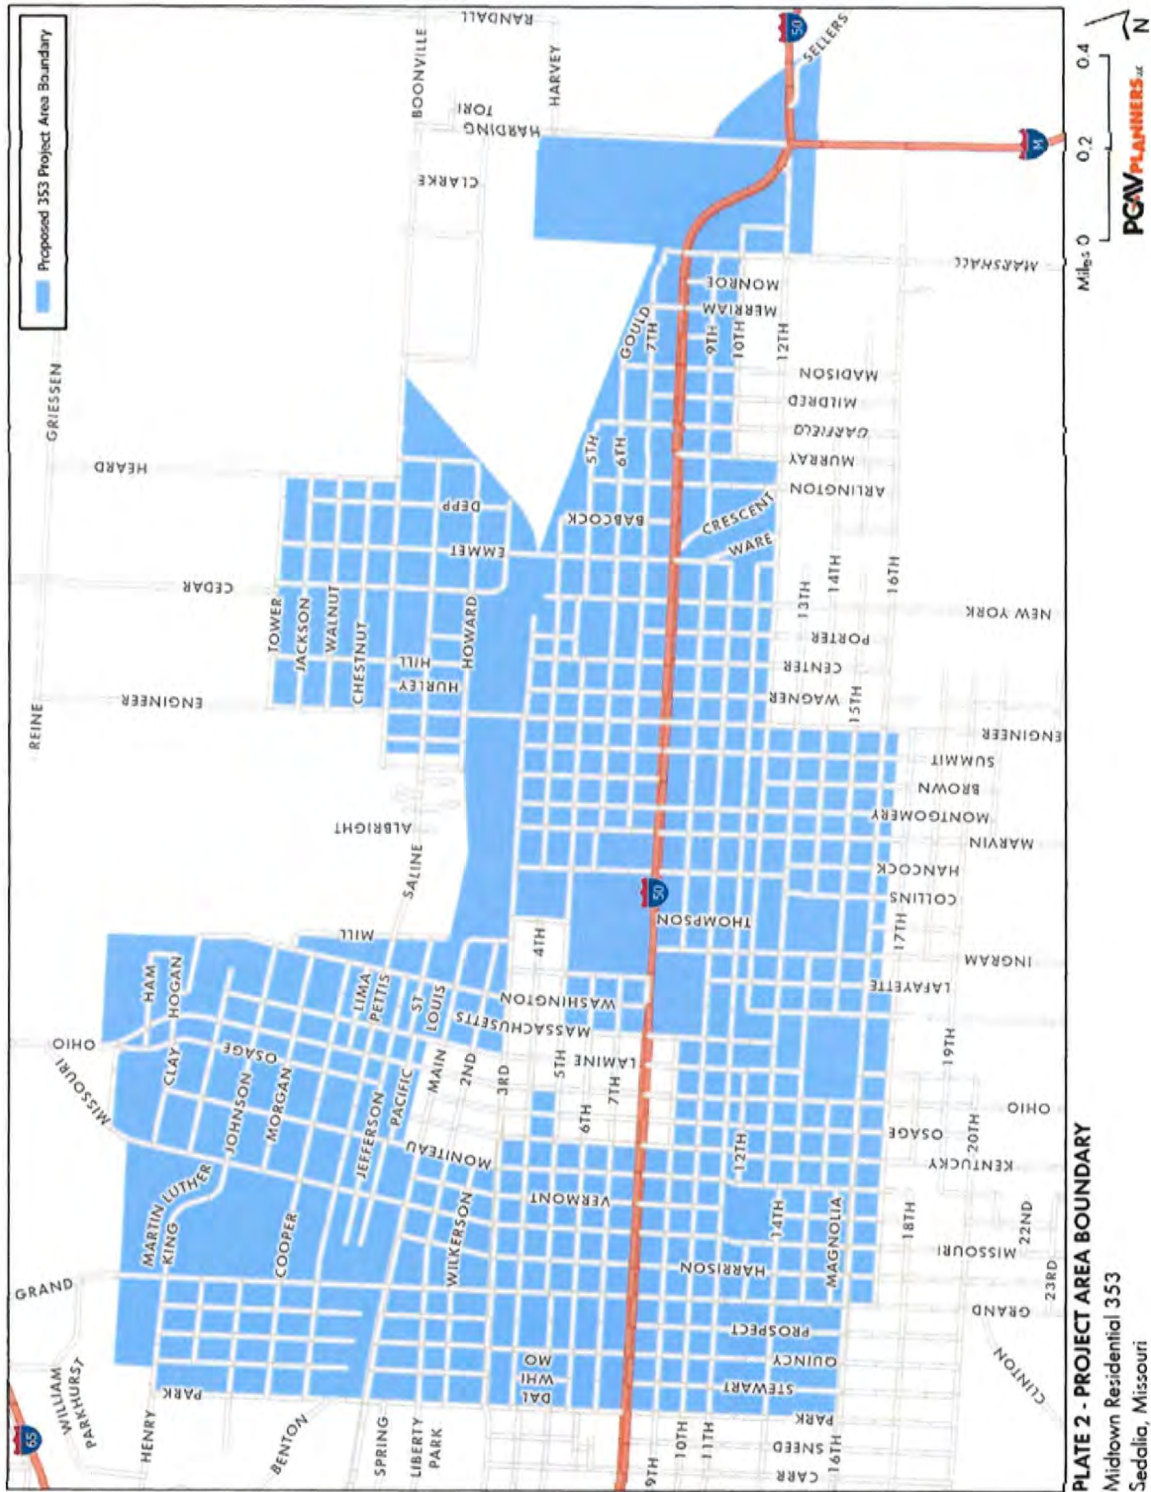 Proposed 353 Project Area Boundary
RANDALL
BOONVILLE
HARVEY
TORI
HARDING
CLARKE
50
SELLERS
M
MARSHALL
GRIESSEN
HEARD
CEDAR
REINE
ENGINEER
TOWER
JACKSON
WALNUT
CHESTNUT
DEPP
EMMET
HOWARD
HILL
HURLEY
GOULD
7TH
5TH
6TH
BABCOCK
MONROE
MERRIAM
9TH
10TH
12TH
MADISON
MILDRED
GARFIELD
MURRAY
ARLINGTON
CRESCENT
WARE
13TH
14TH
16TH
NEW YORK
PORTER
CENTER
WAGNER
15TH
ENGINEER
SUMMIT
BROWN
MONTGOMERY
MARVIN
HANCOCK
COLLINS
17TH
INGRAM
LAFAYETTE
ALBRIGHT
SALINE
50
THOMPSON
4TH
MILL
HAM
HOGAN
OHIO
MISSOURI
CLAY
OSAGE
JOHNSON
MORGAN
LIMA
PETTIS
ST
LOUIS
WASHINGTON
MASSACHUSETTS
LAMINE
MAIN
2ND
3RD
5TH
6TH
7TH
PACIFIC
JEFFERSON
MONITEAU
VERMONT
WILKERSON
MARTIN LUTHER
KING
COOPER
GRAND
WILLIAM
PARKHURST
65
HENRY
PARK
BENTON
SPRING
LIBERTY
PARK
MO
WHI
DAL
9TH
10TH
11TH
12TH
14TH
HARRISON
MAGNOLIA
PROSPECT
QUINCY
STEWART
PARK
SNEED
CARR
16TH
19TH
OHIO
OSAGE
20TH
KENTUCKY
18TH
22ND
MISSOURI
23RD
GRAND
CLINTON
Miles 0 0.2 0.4
N
PGAVPLANNERS LLC
PLATE 2 - PROJECT AREA BOUNDARY
Midtown Residential 353
Sedalia, Missouri